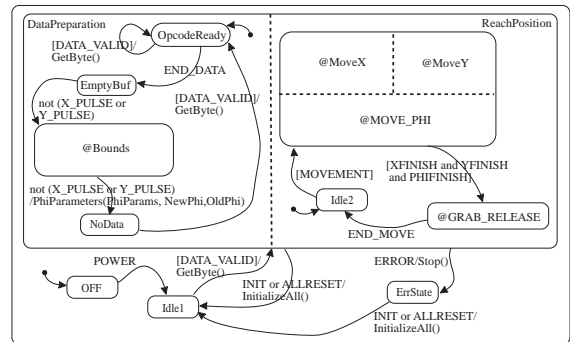 DataPreparation
ReachPosition
OpcodeReady
[DATA_VALID]/
GetByte()
END_DATA
EmptyBuf
[DATA_VALID]/
GetByte()
not (X_PULSE or
Y_PULSE)
@Bounds
not (X_PULSE or Y_PULSE)
/PhiParameters(PhiParams, NewPhi,OldPhi)
NoData
@MoveX
@MoveY
@MOVE_PHI
[MOVEMENT]
[XFINISH and YFINISH
and PHIFINISH]
Idle2
@GRAB_RELEASE
END_MOVE
POWER
[DATA_VALID]/
GetByte()
ERROR/Stop()
OFF
Idle1
INIT or ALLRESET/
InitializeAll()
ErrState
INIT or ALLRESET/
InitializeAll()